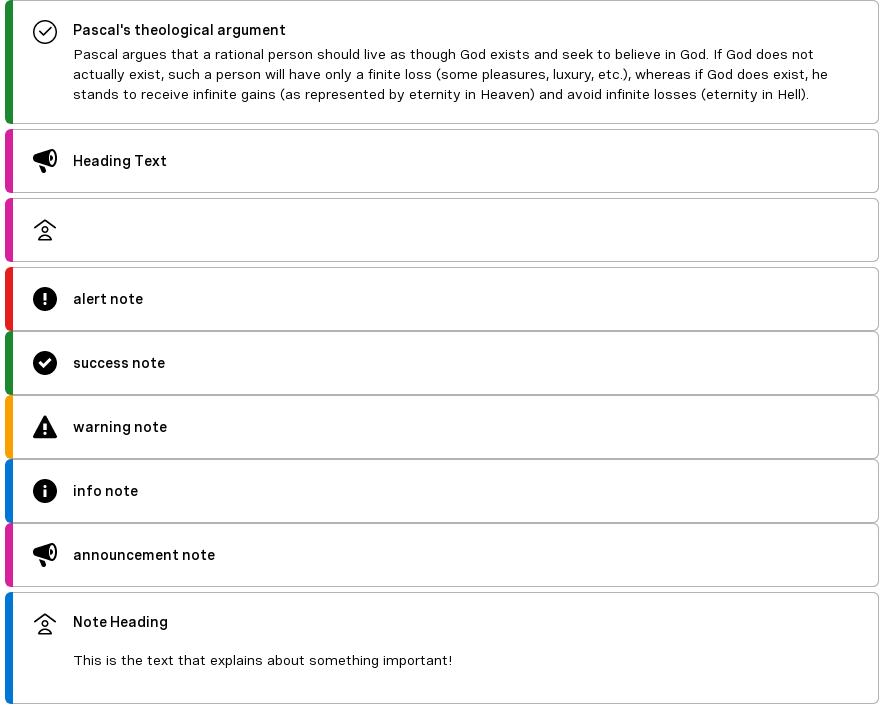 Pascal's theological argument
Pascal argues that a rational person should live as though God exists and seek to believe in God. If God does not
actually exist, such a person will have only a finite loss (some pleasures, luxury, etc.), whereas if God does exist, he
stands to receive infinite gains (as represented by eternity in Heaven) and avoid infinite losses (eternity in Hell).
Heading Text
alert note
success note
warning note
info note
announcement note
Note Heading
This is the text that explains about something important!